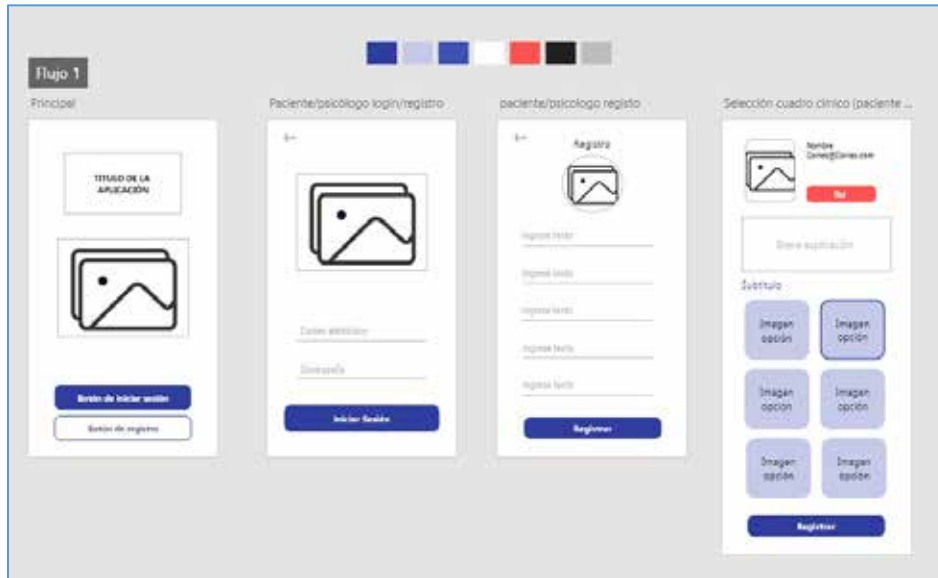 Flujo 1
Principal
Paciente/psicólogo login/registro
paciente/psicologo registo
Selección cuadro clínico (paciente ...
TITULO DE LA
APLICACIÓN
Botón de iniciar sesión
Botón de registro
Correo eléctronico
Contraseña
Iniciar Sesión
Registro
Ingrese texto
Ingrese texto
Ingrese texto
Ingrese texto
Ingrese texto
Registrar
Nombre
Correo@Correo.com
Rol
Breve explicación
Subtitulo
Imagen
opción
Imagen
opción
Imagen
opción
Imagen
opción
Imagen
opción
Imagen
opción
Registrar